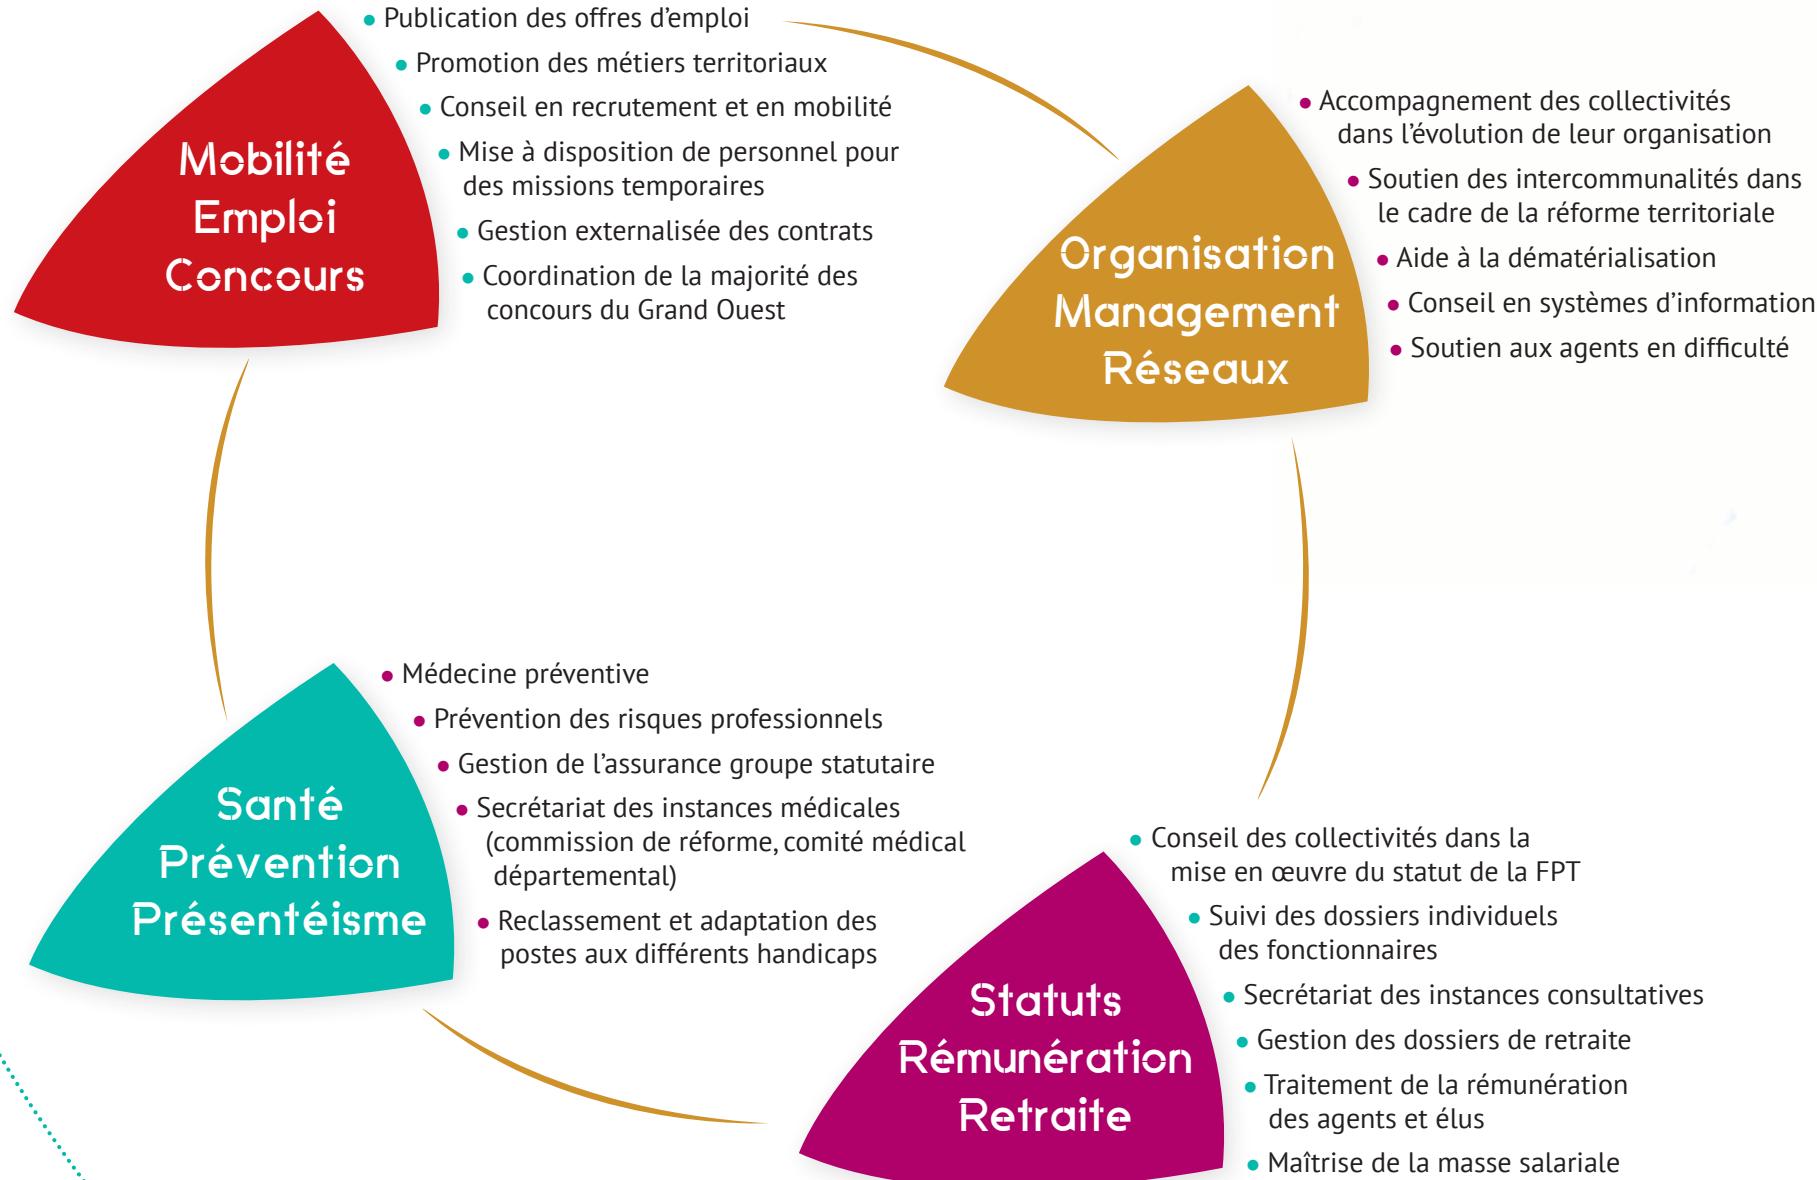 Mobilité
Emploi
Concours
● Publication des offres d’emploi
● Promotion des métiers territoriaux
● Conseil en recrutement et en mobilité
● Mise à disposition de personnel pour
des missions temporaires
● Gestion externalisée des contrats
● Coordination de la majorité des
concours du Grand Ouest
Organisation
Management
Réseaux
● Accompagnement des collectivités
dans l’évolution de leur organisation
● Soutien des intercommunalités dans
le cadre de la réforme territoriale
● Aide à la dématérialisation
● Conseil en systèmes d’information
● Soutien aux agents en difficulté
Santé
Prévention
Présentéisme
● Médecine préventive
● Prévention des risques professionnels
● Gestion de l’assurance groupe statutaire
● Secrétariat des instances médicales
(commission de réforme, comité médical
départemental)
● Reclassement et adaptation des
postes aux différents handicaps
Statuts
Rémunération
Retraite
● Conseil des collectivités dans la
mise en œuvre du statut de la FPT
● Suivi des dossiers individuels
des fonctionnaires
● Secrétariat des instances consultatives
● Gestion des dossiers de retraite
● Traitement de la rémunération
des agents et élus
● Maîtrise de la masse salariale